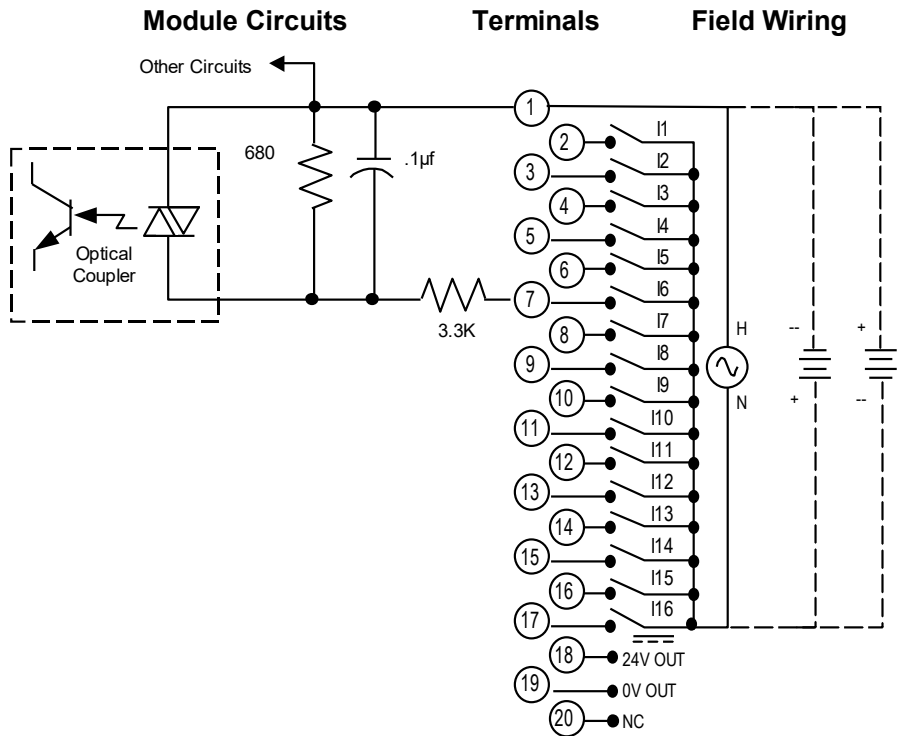 Module Circuits
Terminals
Field Wiring
Other Circuits
680
.1µf
Optical
Coupler
3.3K
1
2
3
4
5
6
7
8
9
10
11
12
13
14
15
16
17
18
19
20
I1
I2
I3
I4
I5
I6
I7
I8
I9
I10
I11
I12
I13
I14
I15
I16
24V OUT
0V OUT
NC
H
N
--
+
+
--